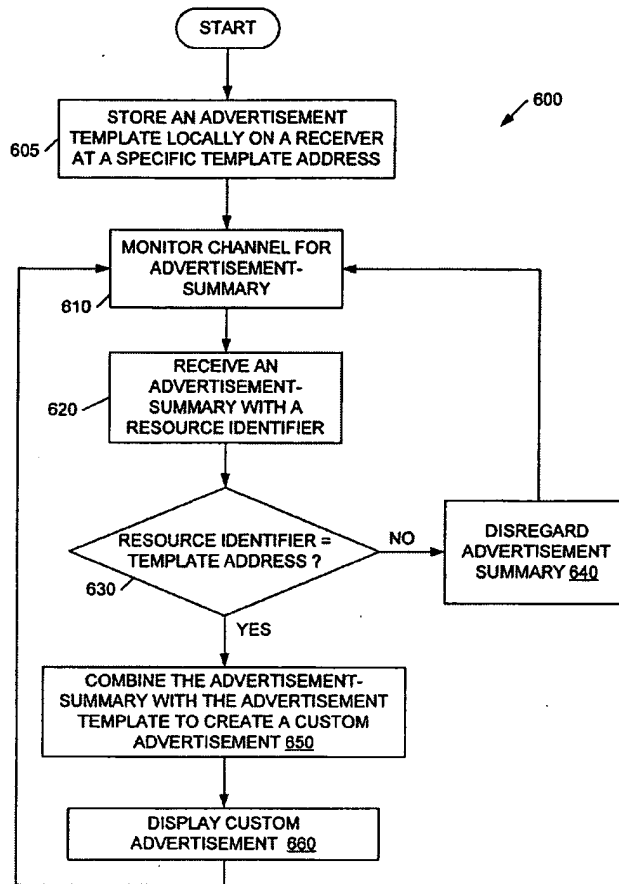 START
600
STORE AN ADVERTISEMENT
TEMPLATE LOCALLY ON A RECEIVER
AT A SPECIFIC TEMPLATE ADDRESS
605
MONITOR CHANNEL FOR
ADVERTISEMENT-
SUMMARY
610
RECEIVE AN
ADVERTISEMENT-
SUMMARY WITH A
RESOURCE IDENTIFIER
620
RESOURCE IDENTIFIER =
TEMPLATE ADDRESS ?
630
NO
DISREGARD
ADVERTISEMENT
SUMMARY 640
YES
COMBINE THE ADVERTISEMENT-
SUMMARY WITH THE ADVERTISEMENT
TEMPLATE TO CREATE A CUSTOM
ADVERTISEMENT 650
DISPLAY CUSTOM
ADVERTISEMENT 660